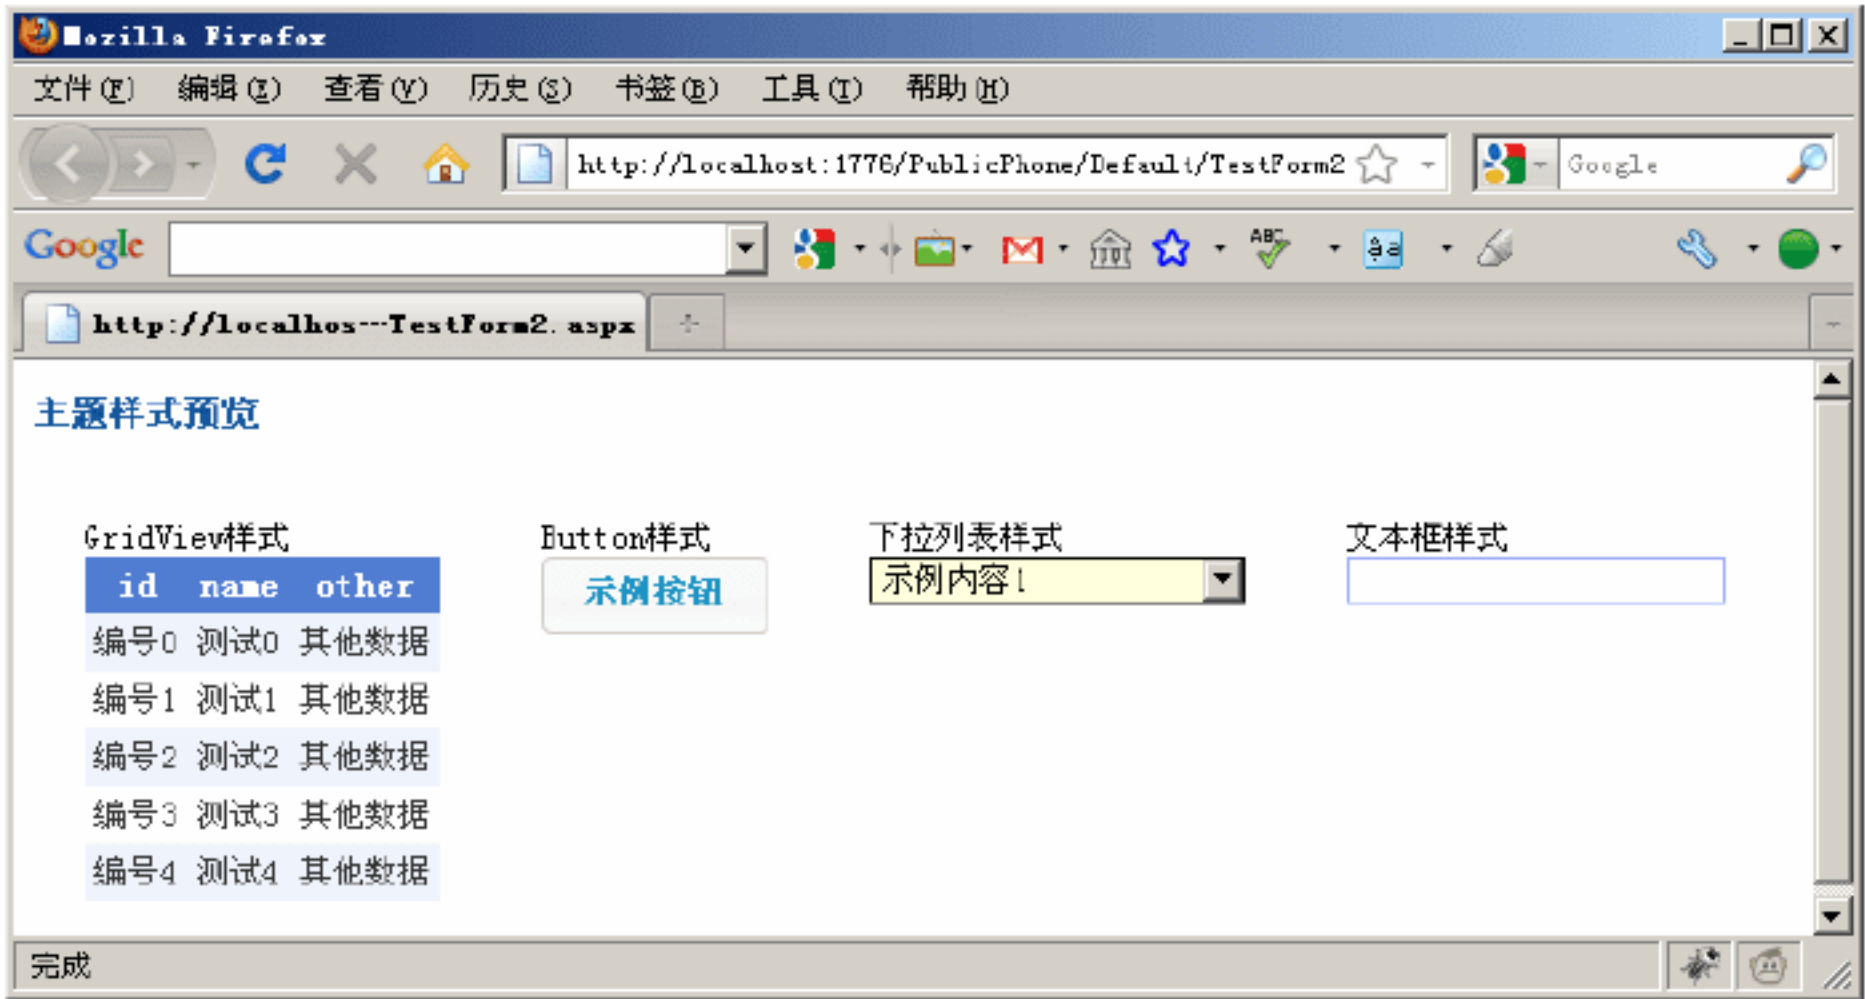 Mozilla Firefox
文件(F) 编辑(E) 查看(V) 历史(S) 书签(B) 工具(T) 帮助(H)
http://localhost:1776/PublicPhone/Default/TestForm2 Google
Google ABC
http://localhos...TestForm2.aspx
主题样式预览
GridView样式 Button样式 下拉列表样式 文本框样式
id name other 示例按钮 示例内容1
编号0 测试0 其他数据
编号1 测试1 其他数据
编号2 测试2 其他数据
编号3 测试3 其他数据
编号4 测试4 其他数据
完成